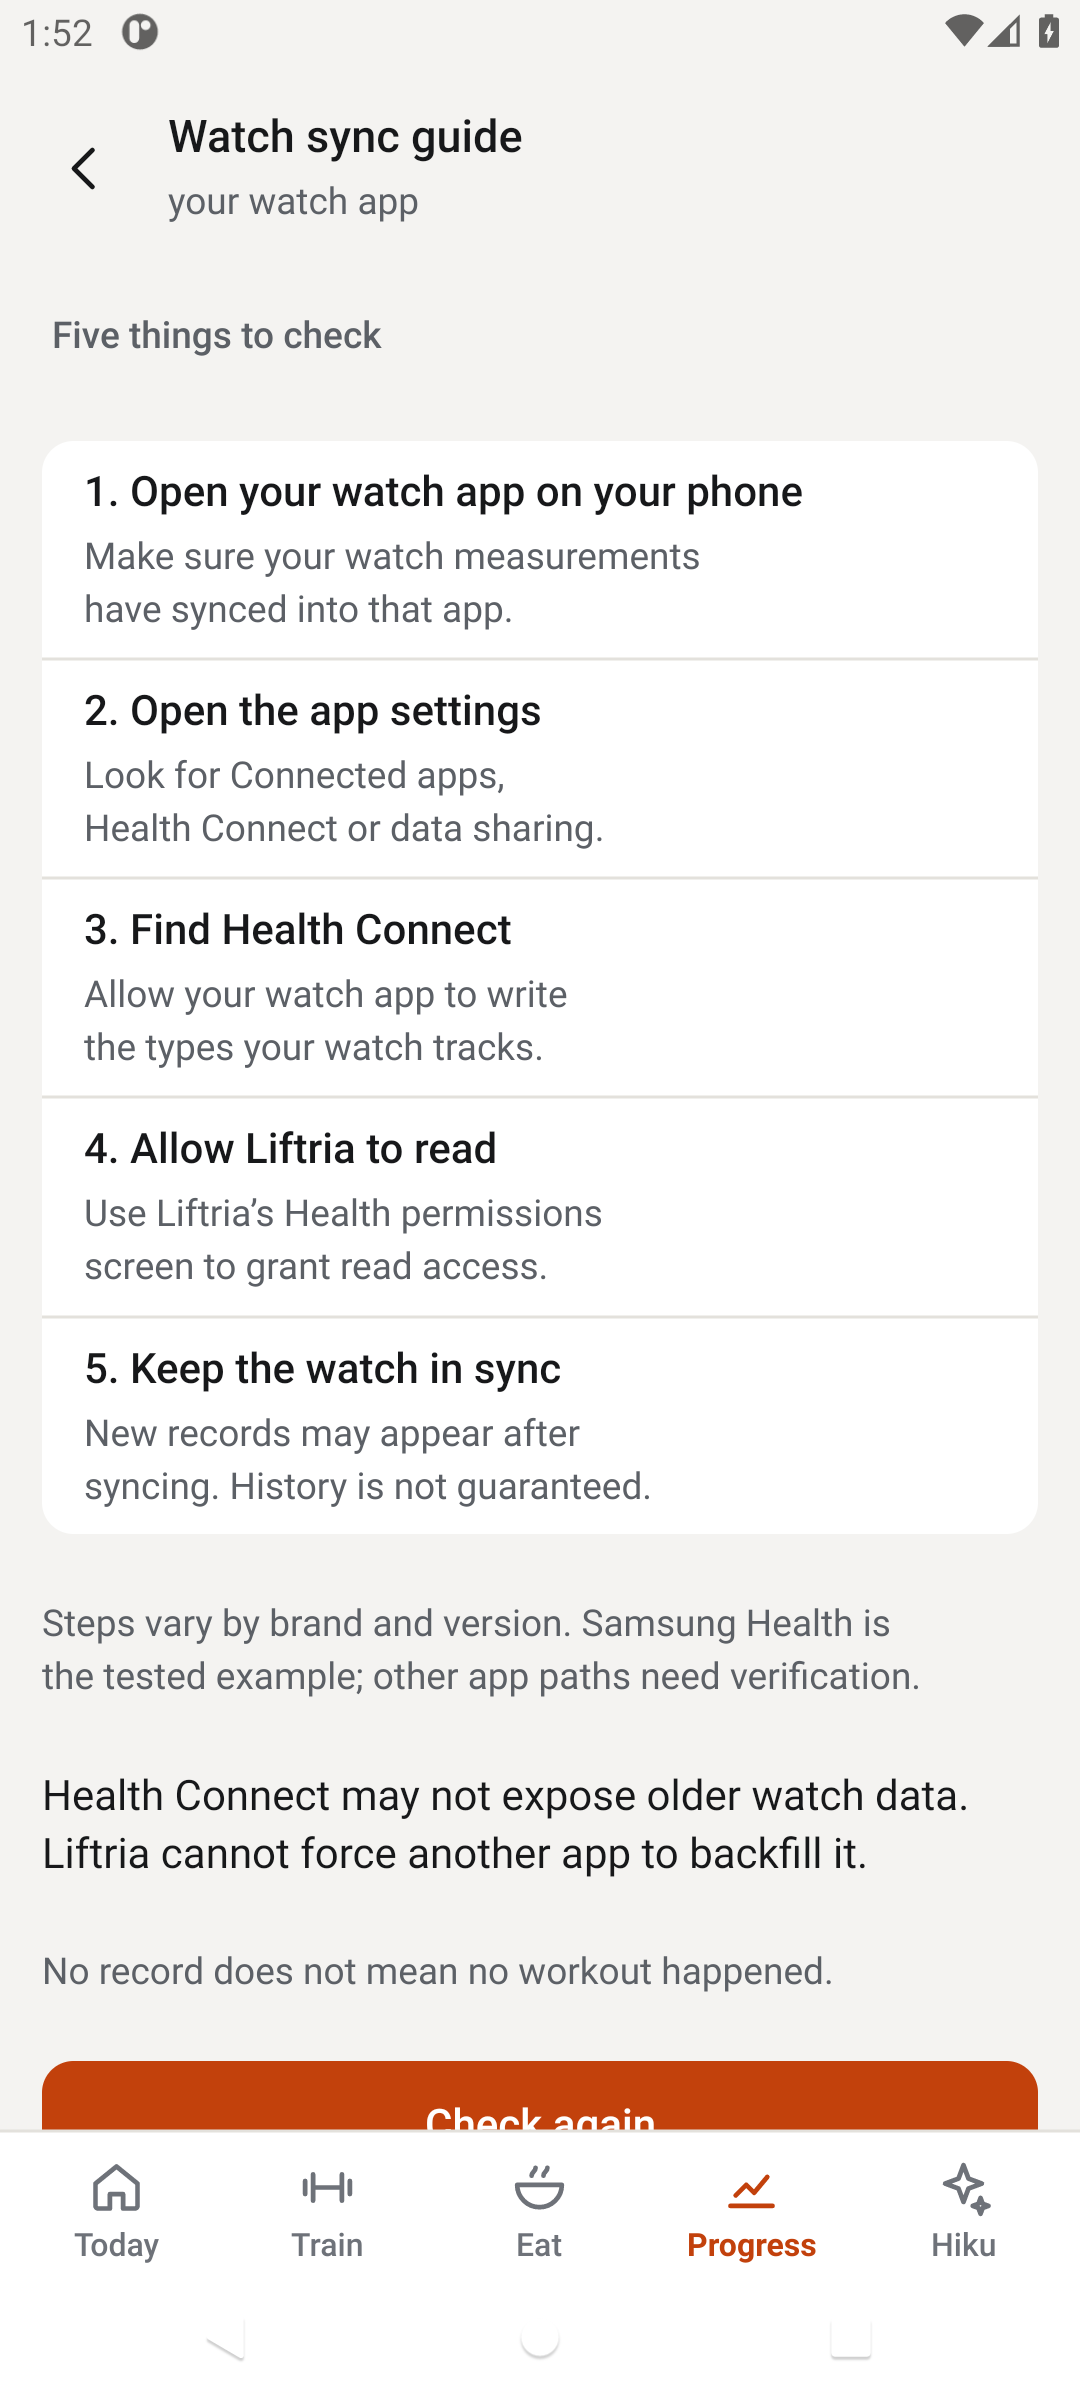 1:52
Watch sync guide
your watch app
Five things to check
1. Open your watch app on your phone
Make sure your watch measurements
have synced into that app.
2. Open the app settings
Look for Connected apps,
Health Connect or data sharing.
3. Find Health Connect
Allow your watch app to write
the types your watch tracks.
4. Allow Liftria to read
Use Liftria’s Health permissions
screen to grant read access.
5. Keep the watch in sync
New records may appear after
syncing. History is not guaranteed.
Steps vary by brand and version. Samsung Health is
the tested example; other app paths need verification.
Health Connect may not expose older watch data.
Liftria cannot force another app to backfill it.
No record does not mean no workout happened.
Check again
Today Train Eat Progress Hiku